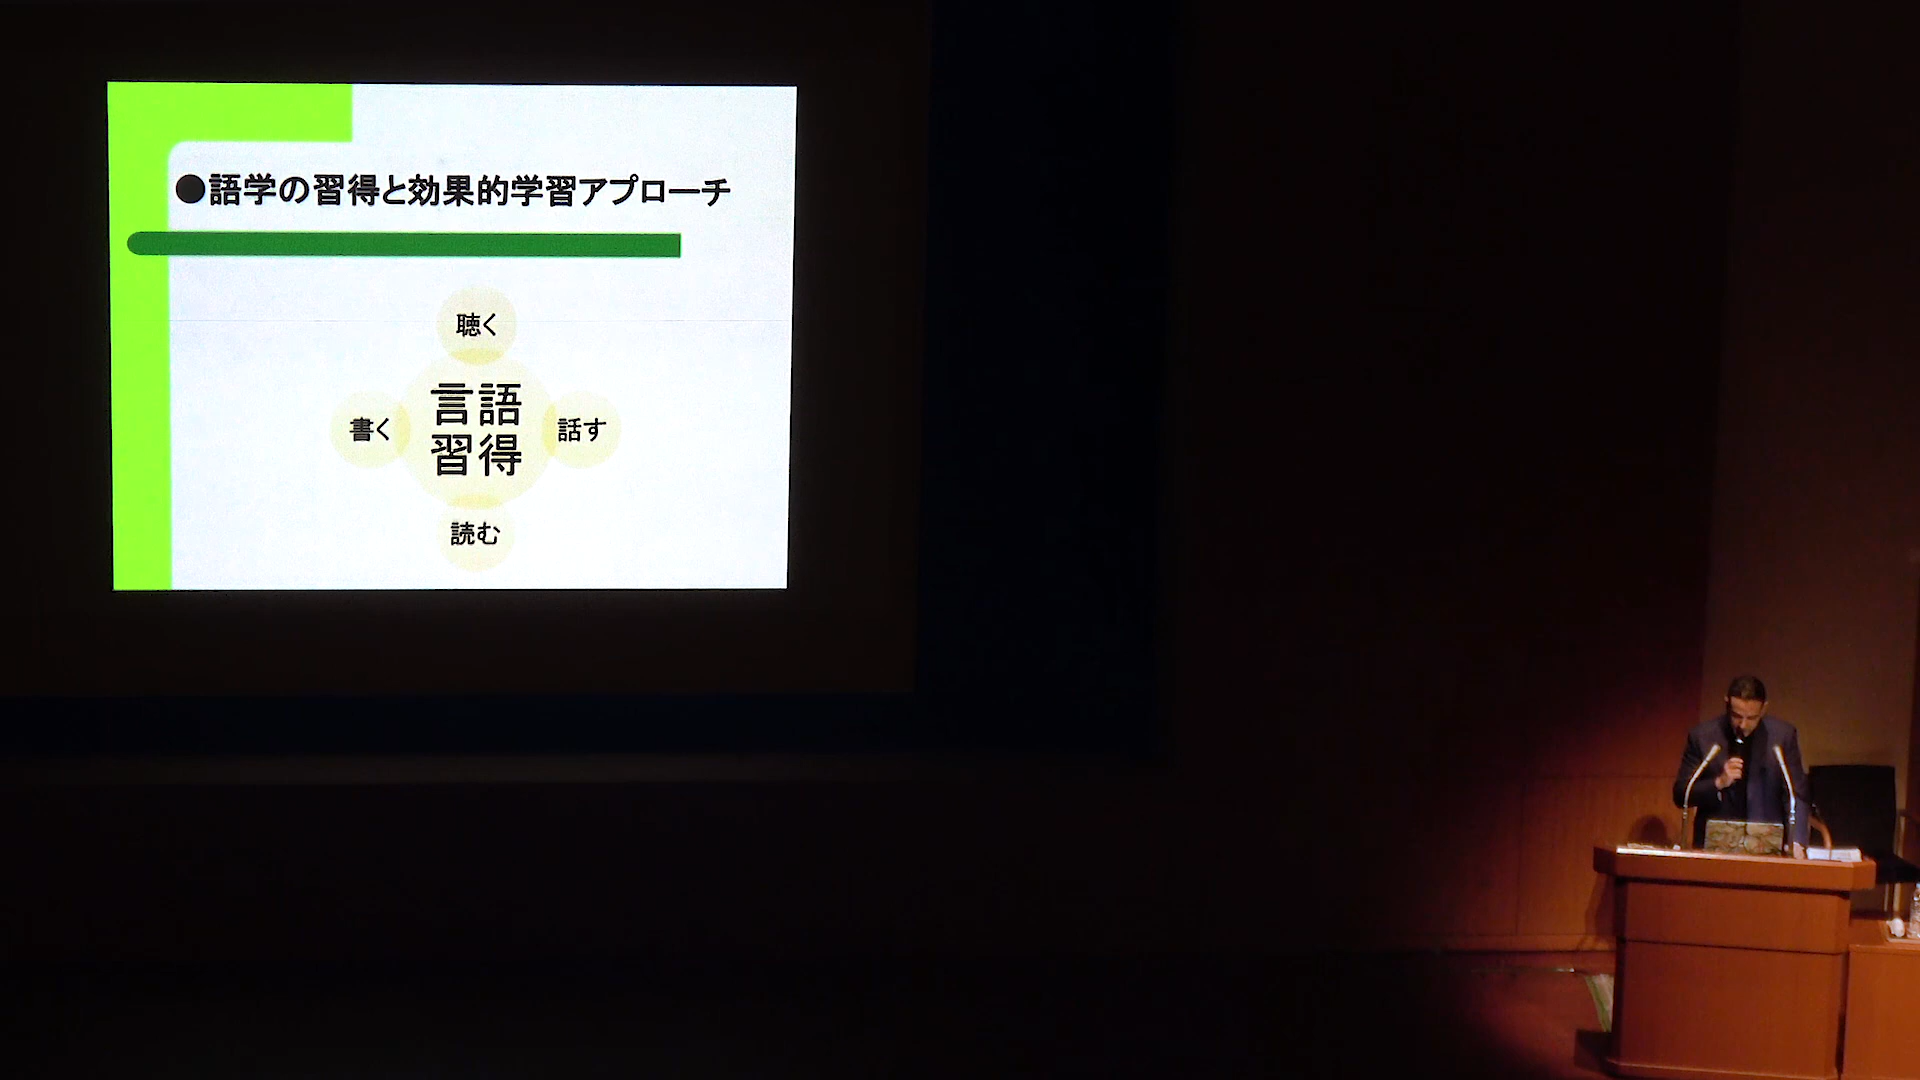 ●語学の習得と効果的学習アプローチ
聴く
書く
言語
習得
話す
読む